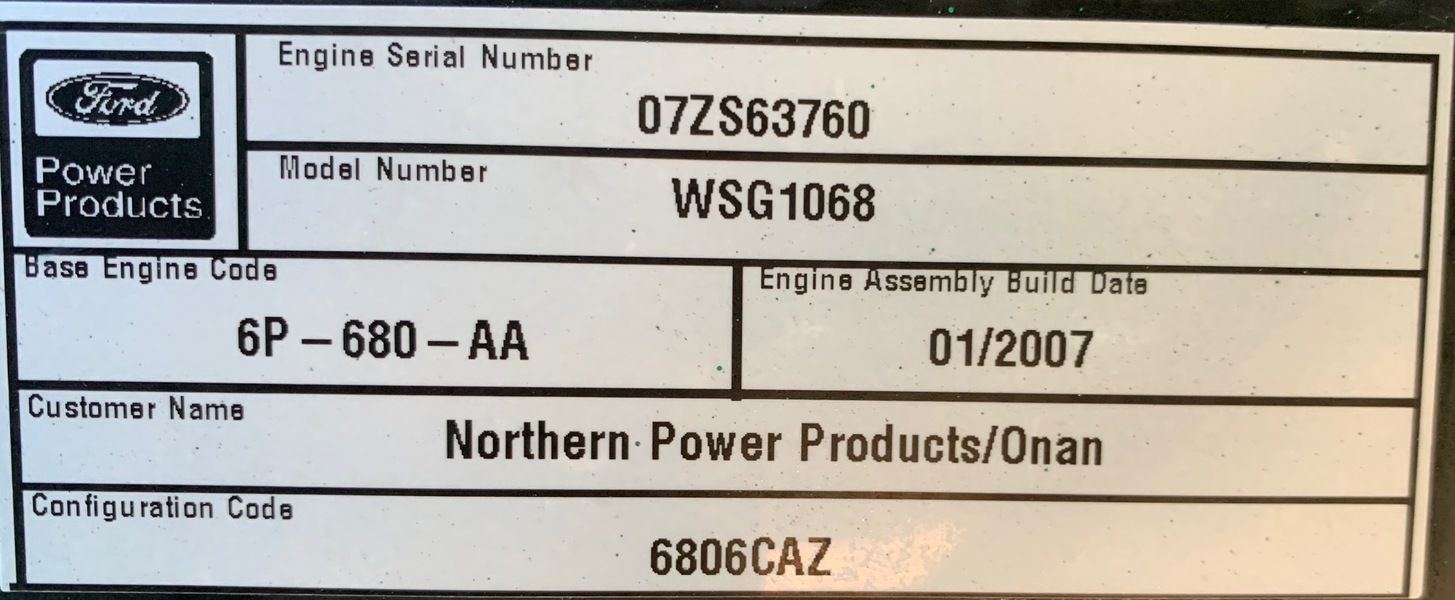 Ford
Power
Products
Engine Serial Number
07ZS63760
Model Number
WSG1068
Base Engine Code
6P – 680 – AA
Engine Assembly Build Date
01/2007
Customer Name
Northern Power Products/Onan
Configuration Code
6806CAZ